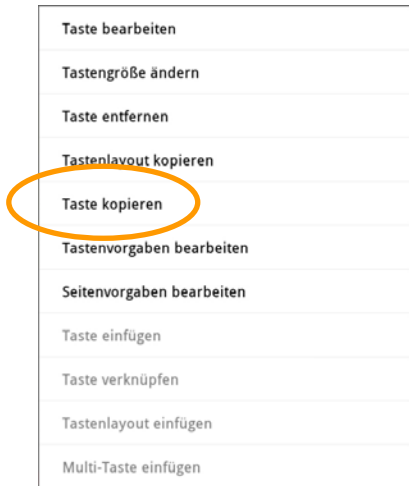 Taste bearbeiten
Tastengröße ändern
Taste entfernen
Tastenlayout kopieren
Taste kopieren
Tastenvorgaben bearbeiten
Seitenvorgaben bearbeiten
Taste einfügen
Taste verknüpfen
Tastenlayout einfügen
Multi-Taste einfügen